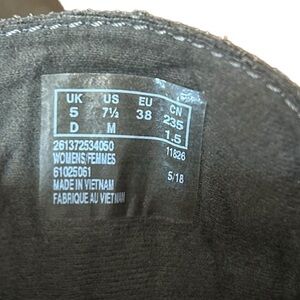 UK US EU CN
5 7½ 38 235
D M 1.5
261372534050 11826
WOMENS/FEMMES
61025061 5/18
MADE IN VIETNAM
FABRIQUE AU VIETNAM